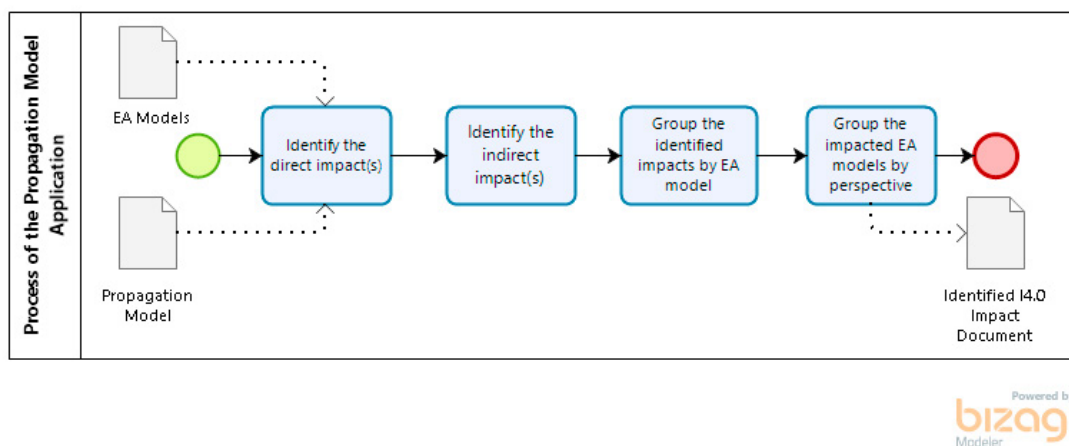 Process of the Propagation Model
Application
EA Models
Identify the
direct impact(s)
Identify the
indirect
impact(s)
Group the
identified
impacts by EA
model
Group the
impacted EA
models by
perspective
Propagation
Model
Identified I4.0
Impact
Document
Powered by
bizag
Modeler